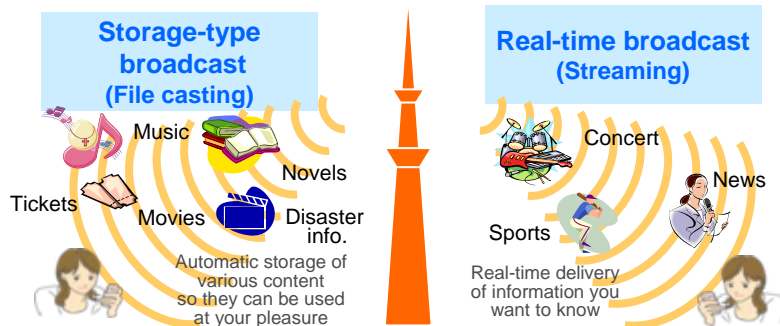 Storage-type
broadcast
(File casting)
Music
Novels
Tickets
Movies
Disaster
info.
Automatic storage of
various content
so they can be used
at your pleasure
Real-time broadcast
(Streaming)
Concert
News
Sports
Real-time delivery
of information you
want to know